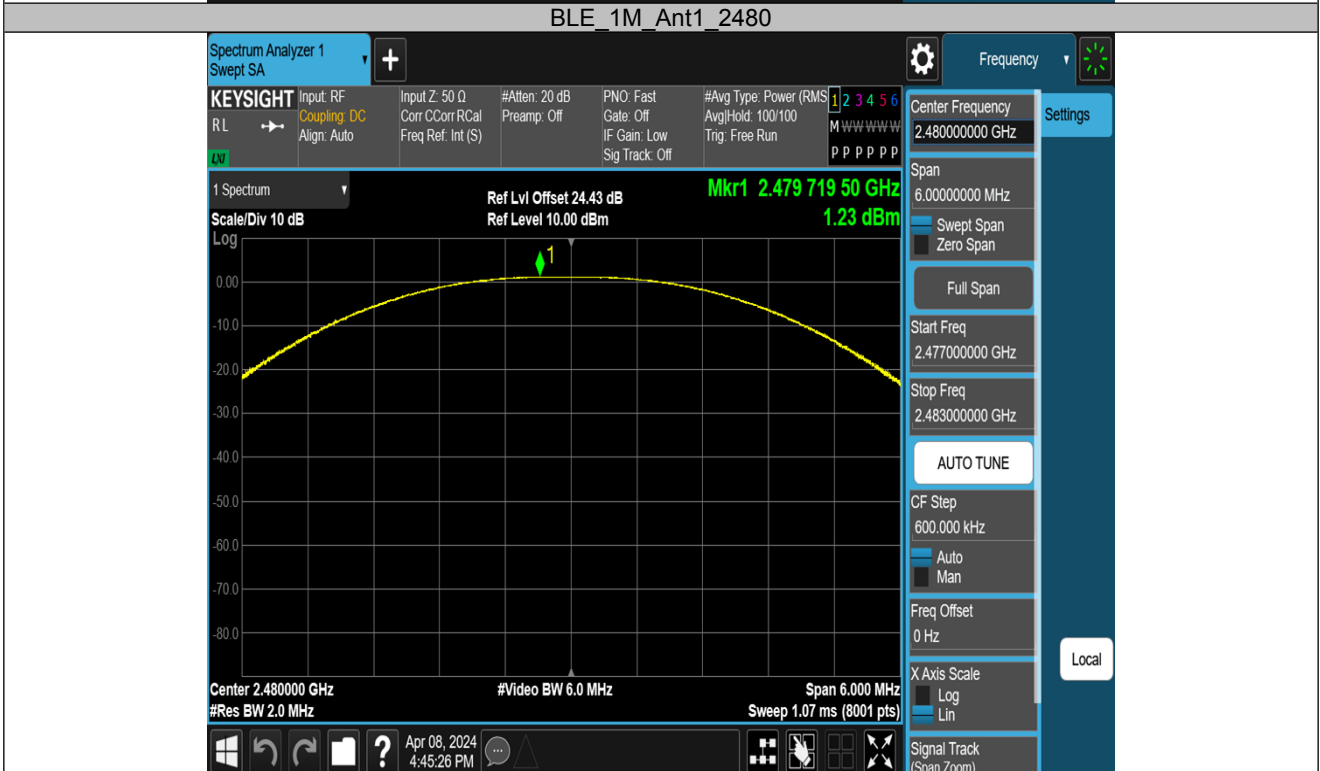 BLE_1M_Ant1_2480
Spectrum Analyzer 1
Swept SA
+
Frequency
KEYSIGHT
RL
LXI
Input: RF
Coupling: DC
Align: Auto
Input Z: 50 Ω
Corr CCorr RCal
Freq Ref: Int (S)
#Atten: 20 dB
Preamp: Off
PNO: Fast
Gate: Off
IF Gain: Low
Sig Track: Off
#Avg Type: Power (RMS
Avg|Hold: 100/100
Trig: Free Run
1 2 3 4 5 6
M W W W W W
P P P P P P
Center Frequency
2.480000000 GHz
Settings
Span
6.00000000 MHz
Swept Span
Zero Span
Full Span
Start Freq
2.477000000 GHz
Stop Freq
2.483000000 GHz
AUTO TUNE
CF Step
600.000 kHz
Auto
Man
Freq Offset
0 Hz
X Axis Scale
Log
Lin
Signal Track
(Span Zoom)
Local
1 Spectrum
Scale/Div 10 dB
Log
Ref Lvl Offset 24.43 dB
Ref Level 10.00 dBm
Mkr1 2.479 719 50 GHz
1.23 dBm
1
0.00
-10.0
-20.0
-30.0
-40.0
-50.0
-60.0
-70.0
-80.0
Center 2.480000 GHz
#Res BW 2.0 MHz
#Video BW 6.0 MHz
Span 6.000 MHz
Sweep 1.07 ms (8001 pts)
?
Apr 08, 2024
4:45:26 PM